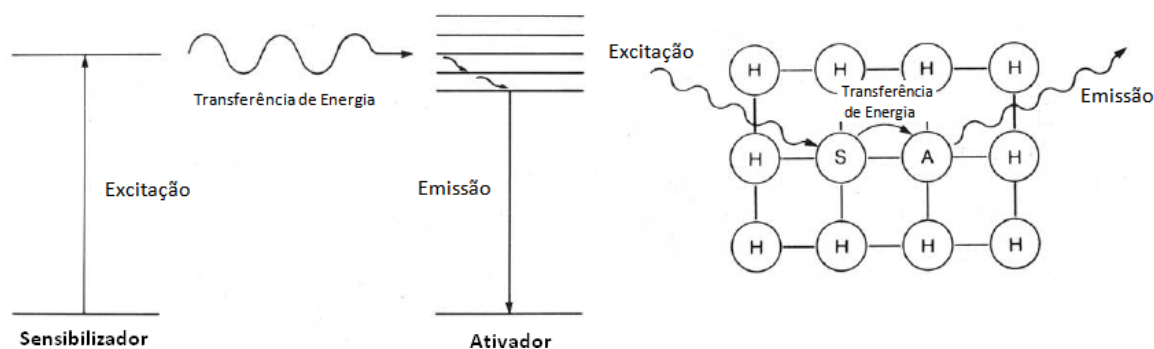 Transferência de Energia
Excitação
Emissão
Sensibilizador
Ativador
Excitação
H H H H
Transferência
de Energia
Emissão
H S A H
H H H H